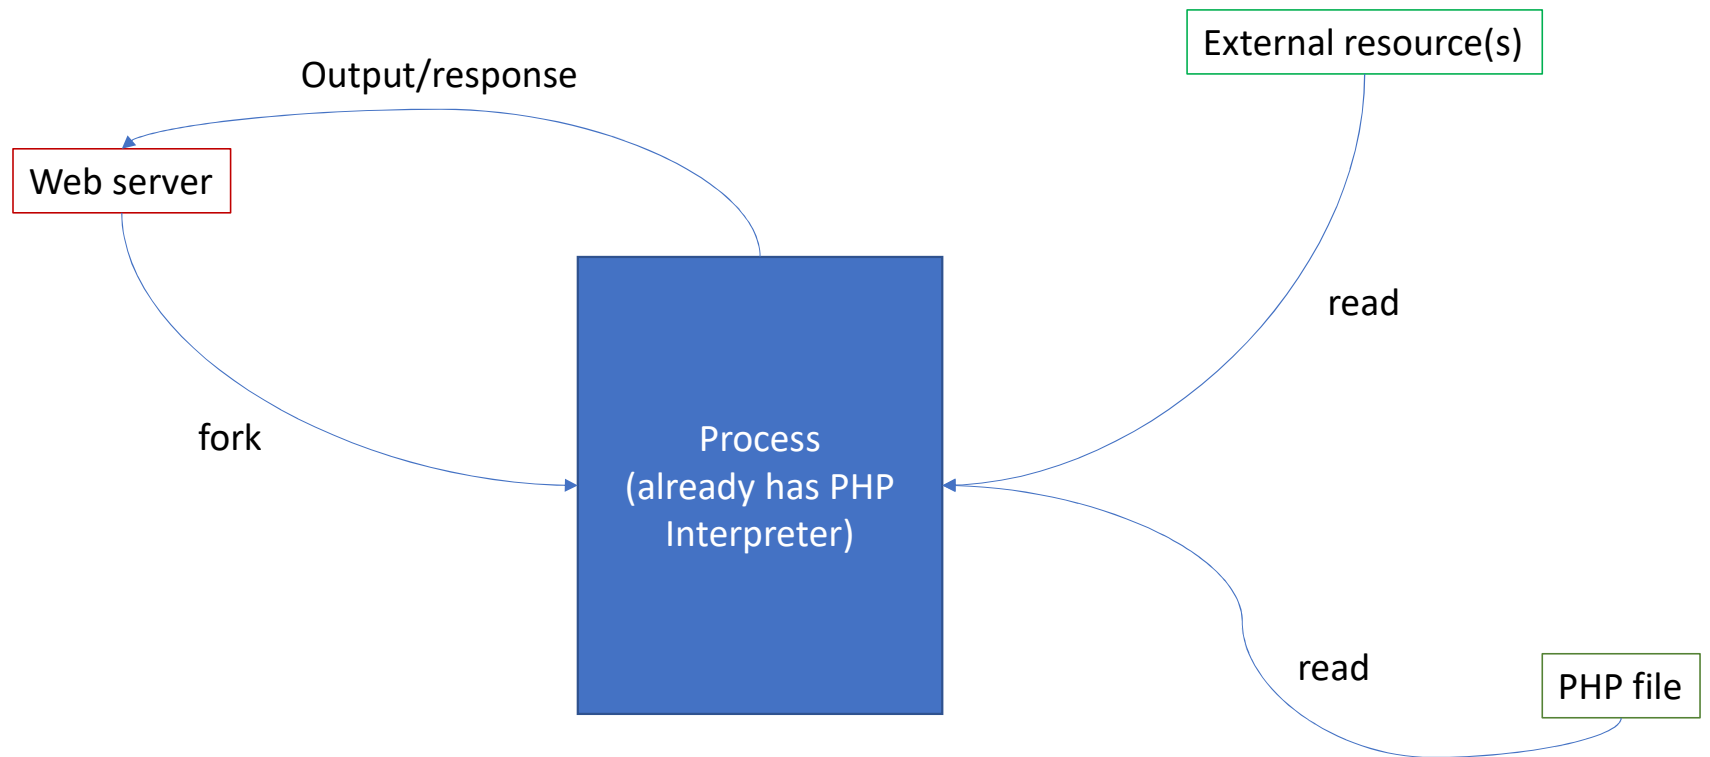 External resource(s)
Output/response
Web server
read
fork
Process
(already has PHP
Interpreter)
read
PHP file